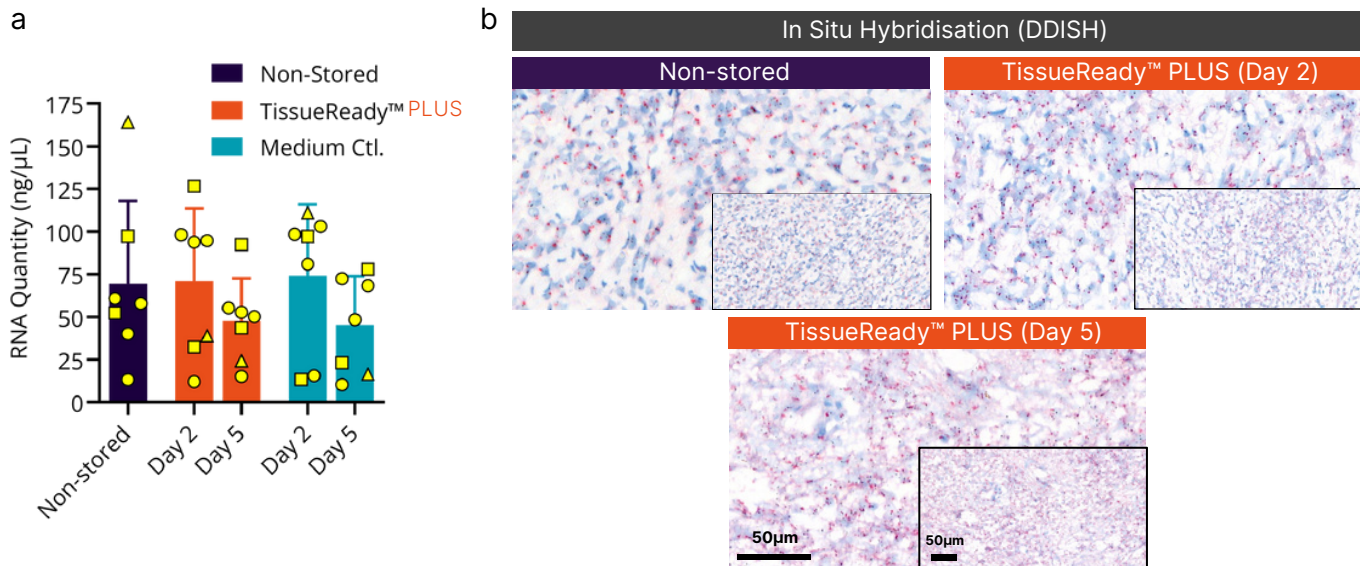 a
Non-Stored
TissueReady™ PLUS
Medium Ctl.
RNA Quantity (ng/µL)
175
150
125
100
75
50
25
0
Non-stored
Day 2
Day 5
Day 2
Day 5
b
In Situ Hybridisation (DDISH)
Non-stored
TissueReady™ PLUS (Day 2)
TissueReady™ PLUS (Day 5)
50µm
50µm